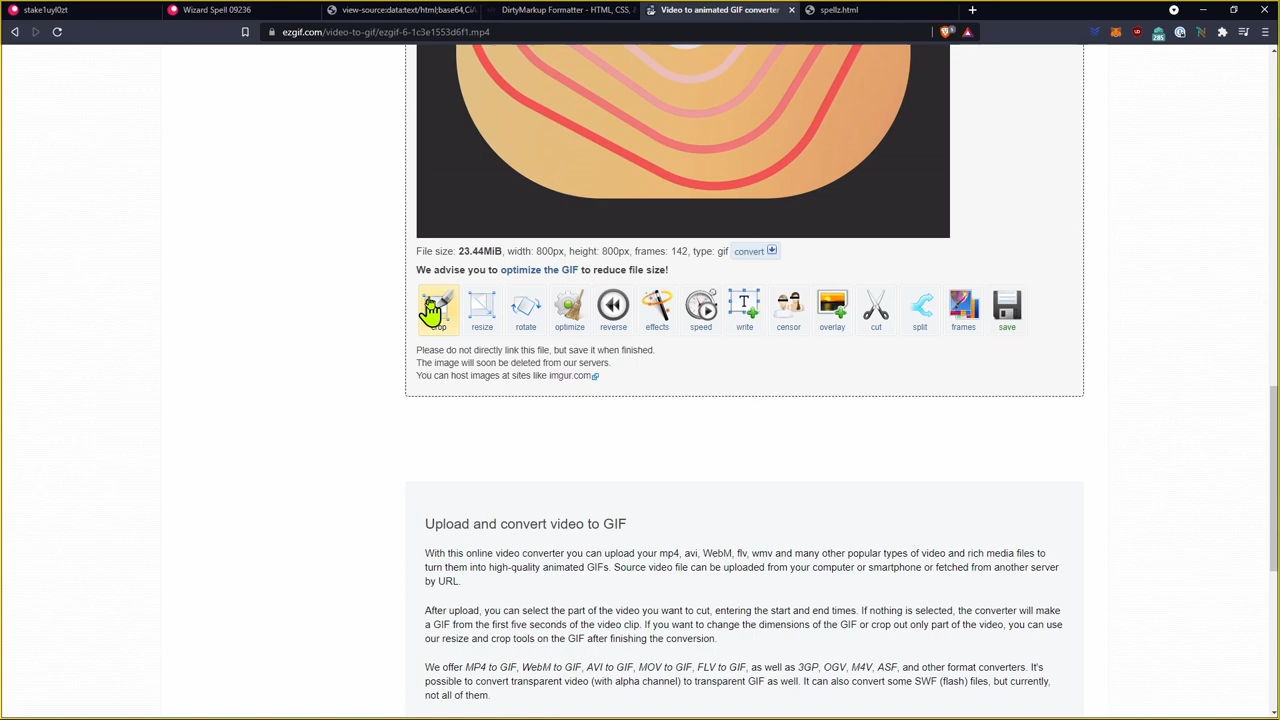 stake1uyl0zt
Wizard Spell 09236
view-source:data:text/html;base64,CiA
DirtyMarkup Formatter - HTML, CSS, 
Video to animated GIF converter
spellz.html
ezgif.com/video-to-gif/ezgif-6-1c3e1553d6f1.mp4
285
File size: 23.44MiB, width: 800px, height: 800px, frames: 142, type: gif convert
We advise you to optimize the GIF to reduce file size!
crop resize rotate optimize reverse effects speed write censor overlay cut split frames save
Please do not directly link this file, but save it when finished.
The image will soon be deleted from our servers.
You can host images at sites like imgur.com
Upload and convert video to GIF
With this online video converter you can upload your mp4, avi, WebM, flv, wmv and many other popular types of video and rich media files to
turn them into high-quality animated GIFs. Source video file can be uploaded from your computer or smartphone or fetched from another server
by URL.
After upload, you can select the part of the video you want to cut, entering the start and end times. If nothing is selected, the converter will make
a GIF from the first five seconds of the video clip. If you want to change the dimensions of the GIF or crop out only part of the video, you can use
our resize and crop tools on the GIF after finishing the conversion.
We offer MP4 to GIF, WebM to GIF, AVI to GIF, MOV to GIF, FLV to GIF, as well as 3GP, OGV, M4V, ASF, and other format converters. It's
possible to convert transparent video (with alpha channel) to transparent GIF as well. It can also convert some SWF (flash) files, but currently,
not all of them.